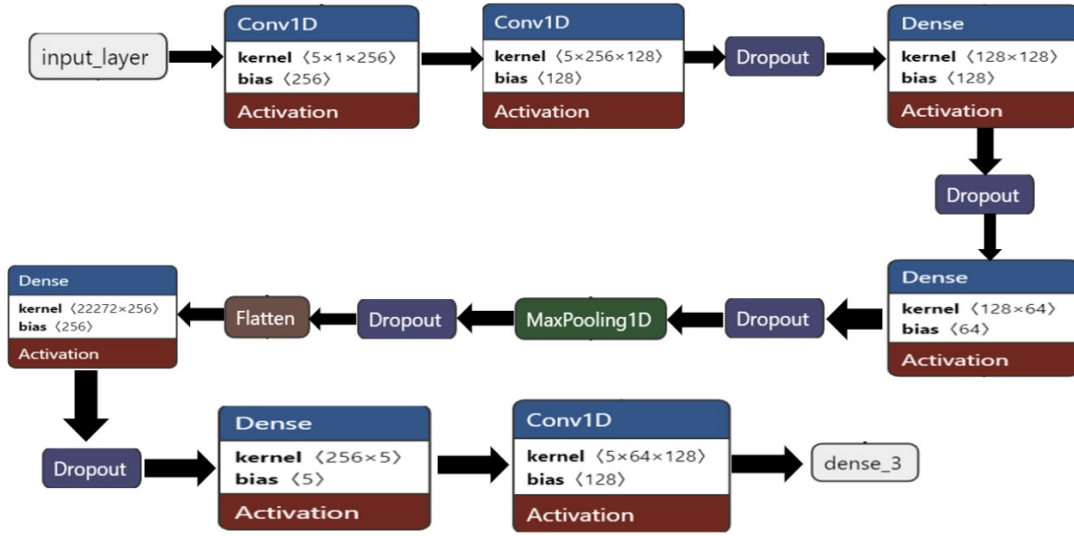 input_layer
Conv1D
kernel 〈5×1×256〉
bias 〈256〉
Activation
Conv1D
kernel 〈5×256×128〉
bias 〈128〉
Activation
Dropout
Dense
kernel 〈128×128〉
bias 〈128〉
Activation
Dropout
Dense
kernel 〈128×64〉
bias 〈64〉
Activation
Dropout
MaxPooling1D
Dropout
Flatten
Dense
kernel 〈22272×256〉
bias 〈256〉
Activation
Dropout
Dense
kernel 〈256×5〉
bias 〈5〉
Activation
Conv1D
kernel 〈5×64×128〉
bias 〈128〉
Activation
dense_3